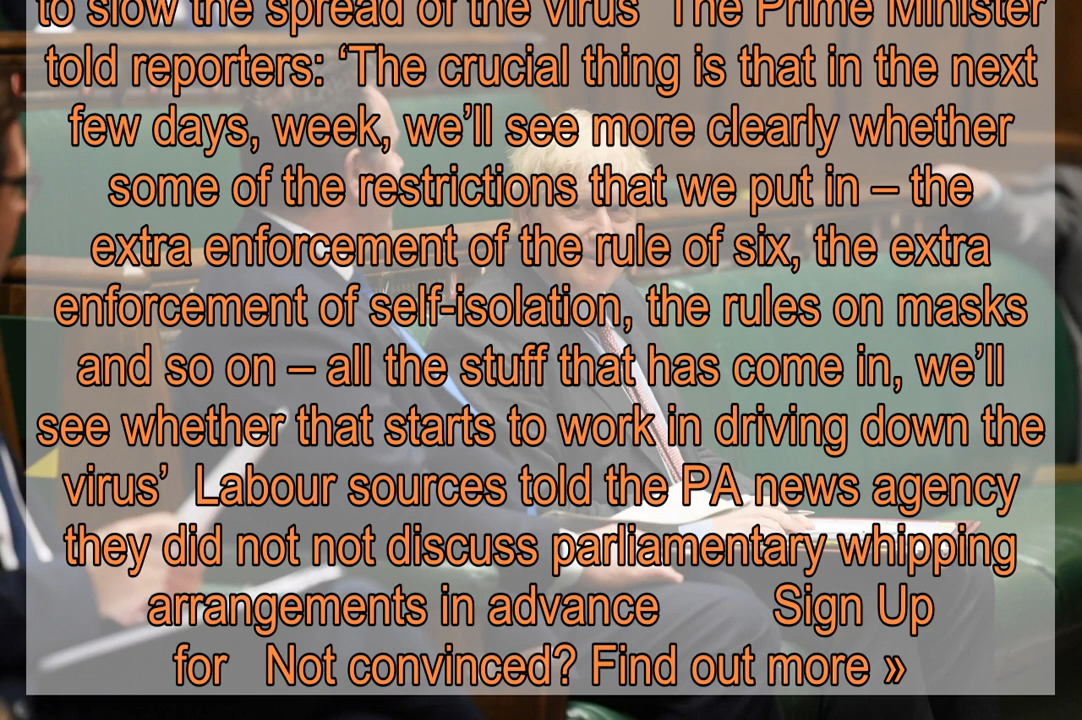 to slow the spread of the virus’ The Prime Minister
told reporters: ‘The crucial thing is that in the next
few days, week, we’ll see more clearly whether
some of the restrictions that we put in – the
extra enforcement of the rule of six, the extra
enforcement of self-isolation, the rules on masks
and so on – all the stuff that has come in, we’ll
see whether that starts to work in driving down the
virus’ Labour sources told the PA news agency
they did not not discuss parliamentary whipping
arrangements in advance Sign Up
for Not convinced? Find out more »